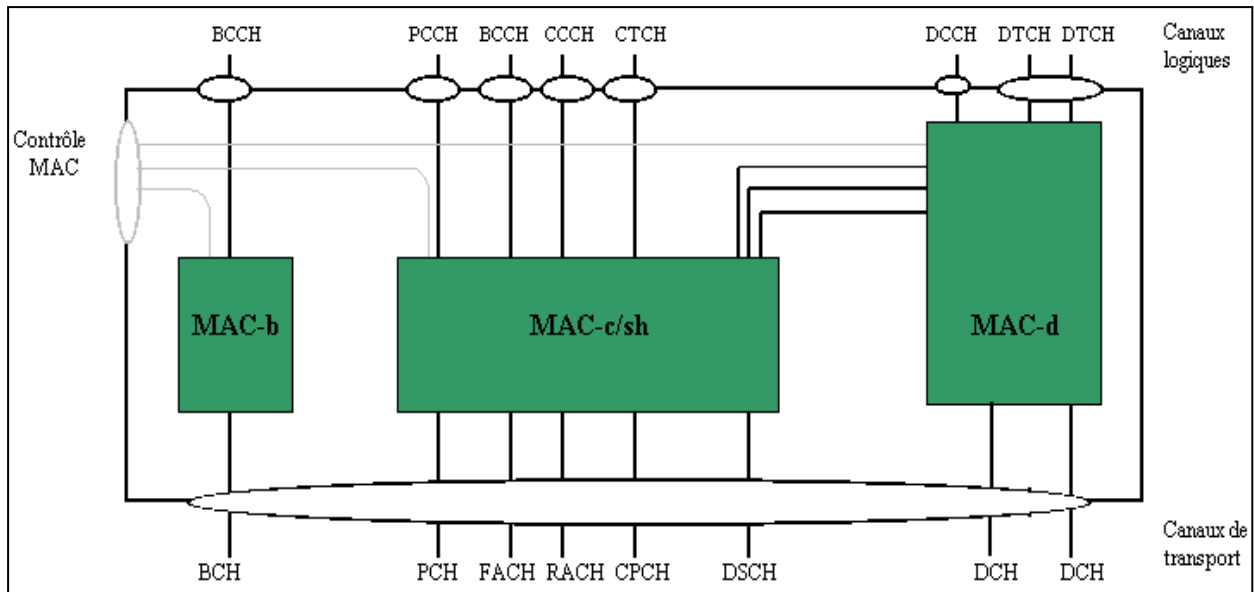 BCCH PCCH BCCH CCCH CTCH DCCH DTCH DTCH Canaux
logiques
Contrôle
MAC
MAC-b MAC-c/sh MAC-d
Canaux de
transport
BCH PCH FACH RACH CPCH DSCH DCH DCH